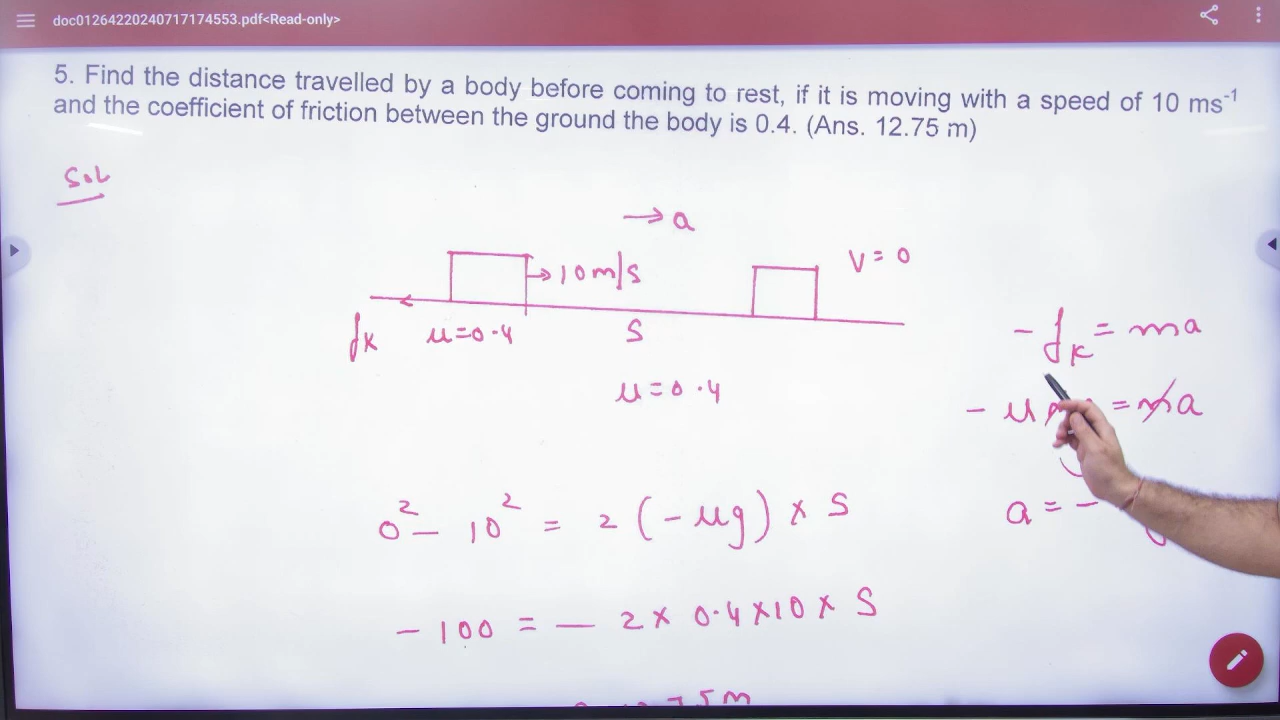 doc01264220240717174553.pdf<Read-only>
5. Find the distance travelled by a body before coming to rest, if it is moving with a speed of 10 ms⁻¹
and the coefficient of friction between the ground the body is 0.4. (Ans. 12.75 m)
Sol
→ a
→10m/s
V = 0
fK
μ=0.4
S
μ = 0.4
- fK = ma
- μ = ma
a = -
0² - 10² = 2 (-μg) × S
- 100 = - 2 × 0.4 × 10 × S